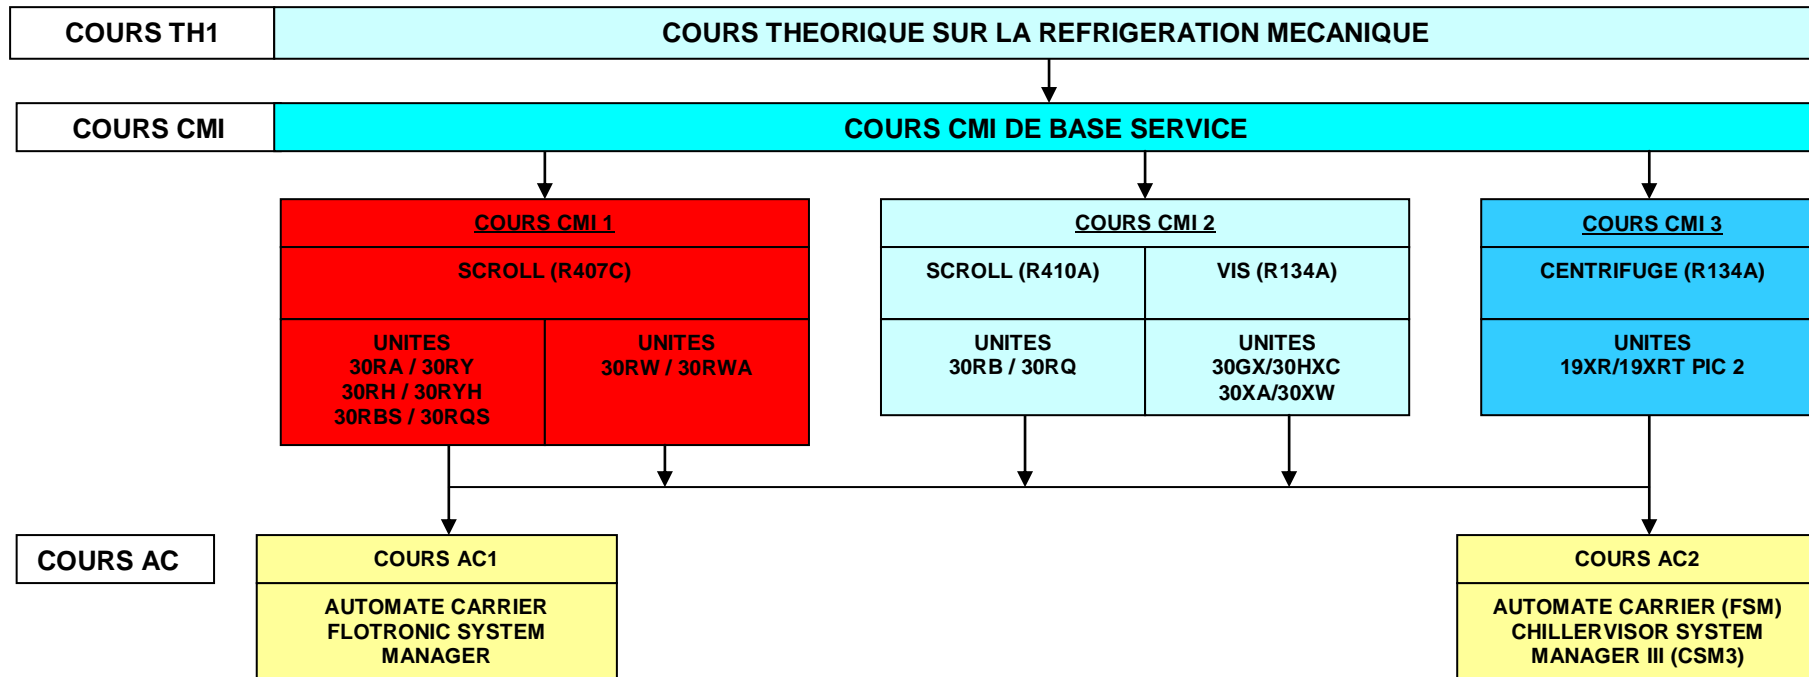 COURS TH1
COURS THEORIQUE SUR LA REFRIGERATION MECANIQUE
COURS CMI
COURS CMI DE BASE SERVICE
COURS CMI 1
SCROLL (R407C)
UNITES
30RA / 30RY
30RH / 30RYH
30RBS / 30RQS
UNITES
30RW / 30RWA
COURS CMI 2
SCROLL (R410A)
VIS (R134A)
UNITES
30RB / 30RQ
UNITES
30GX/30HXC
30XA/30XW
COURS CMI 3
CENTRIFUGE (R134A)
UNITES
19XR/19XRT PIC 2
COURS AC
COURS AC1
AUTOMATE CARRIER
FLOTRONIC SYSTEM
MANAGER
COURS AC2
AUTOMATE CARRIER (FSM)
CHILLERVISOR SYSTEM
MANAGER III (CSM3)